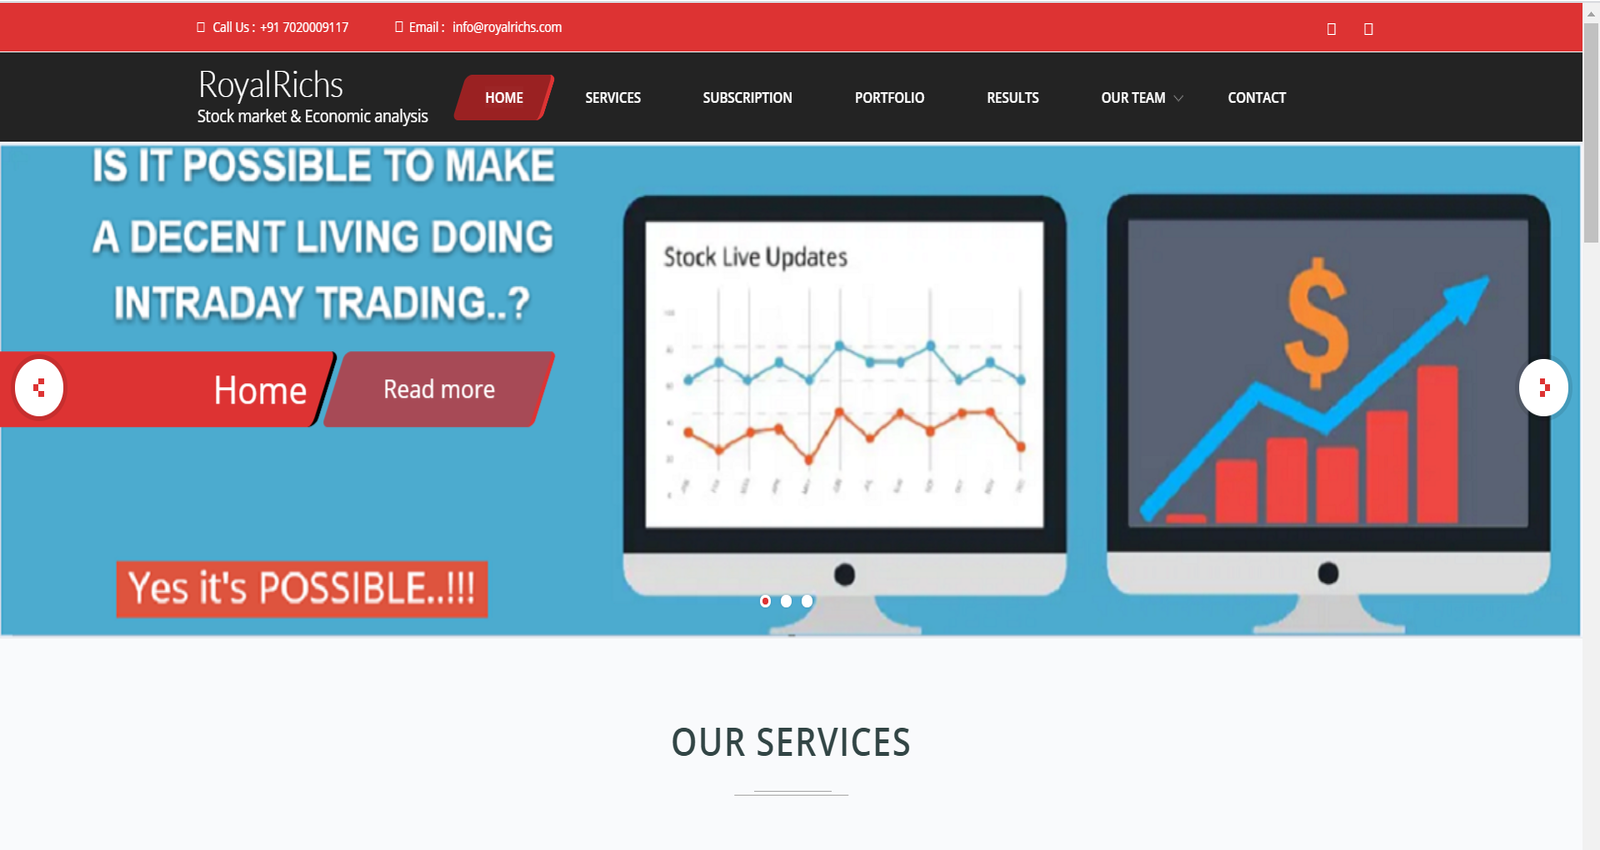 Call Us : +91 7020009117 Email : info@royalrichs.com
RoyalRichs
Stock market & Economic analysis
HOME SERVICES SUBSCRIPTION PORTFOLIO RESULTS OUR TEAM CONTACT
IS IT POSSIBLE TO MAKE
A DECENT LIVING DOING
INTRADAY TRADING..?
Home
Read more
Yes it's POSSIBLE..!!!
Stock Live Updates
$
OUR SERVICES